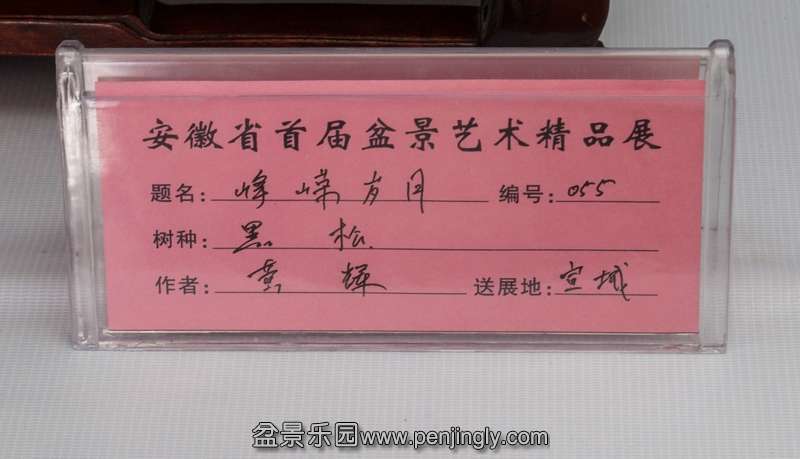 安徽省首届盆景艺术精品展
题名: 峰嵘岁月 编号: 055
树种: 黑松
作者: 黄辉 送展地: 宣城
盆景乐园www.penjingly.com